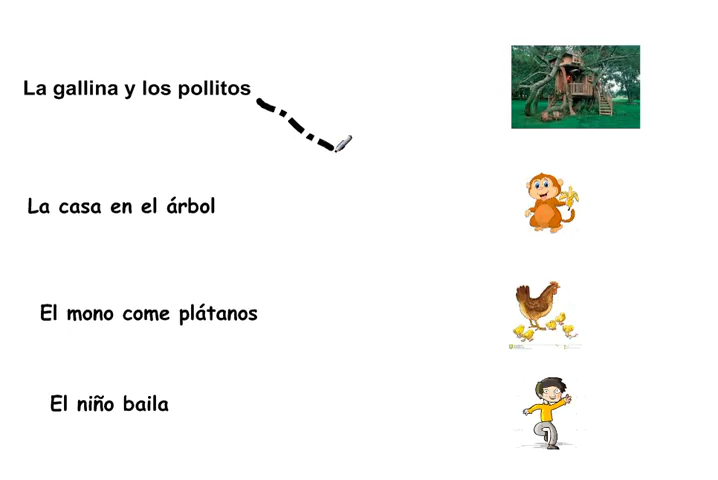 La gallina y los pollitos
La casa en el árbol
El mono come plátanos
El niño baila